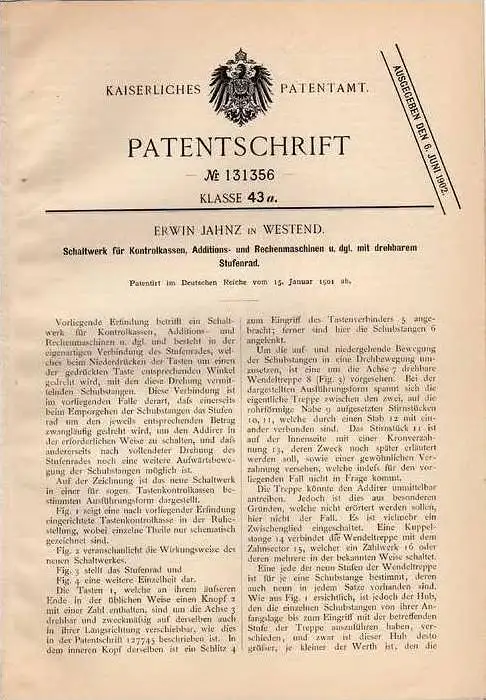 KAISERLICHES PATENTAMT.
AUSGEGEBEN DEN 6. JUNI 1902.
PATENTSCHRIFT
— № 131356 —
KLASSE 43a.
ERWIN JAHNZ IN WESTEND.
Schaltwerk für Kontrolkassen, Additions- und Rechenmaschinen u. dgl. mit drehbarem
Stufenrad.
Patentirt im Deutschen Reiche vom 15. Januar 1901 ab.
Vorliegende Erfindung betrifft ein Schalt-
werk für Kontrolkassen, Additions- und
Rechenmaschinen u. dgl. und besteht in der
eigenartigen Verbindung des Stufenrades, wel-
ches beim Niederdrücken der Tasten um einen
der gedrückten Taste entsprechenden Winkel
gedreht wird, mit den diese Drehung vermit-
telnden Schubstangen. Diese Verbindung ist
im vorliegenden Falle derart, daß einerseits
beim Emporgehen der Schubstangen das Stufen-
rad um den jeweils entsprechenden Betrag
zwangläufig gedreht wird, um den Addirer in
der erforderlichen Weise zu schalten, und daß
andererseits nach vollendeter Drehung des
Stufenrades noch eine weitere Aufwärtsbewe-
gung der Schubstangen möglich ist.
Auf der Zeichnung ist das neue Schaltwerk
in einer für sogen. Tastenkontrolkassen be-
stimmten Ausführungsform dargestellt.
Fig. 1 zeigt eine nach vorliegender Erfindung
eingerichtete Tastenkontrolkasse in der Ruhe-
stellung, wobei einzelne Theile nur schematisch
gezeichnet sind.
Fig. 2 veranschaulicht die Wirkungsweise des
neuen Schaltwerkes.
Fig. 3 stellt das Stufenrad und
Fig. 4 eine weitere Einzelheit dar.
Die Tasten 1, welche an ihrem äußeren
Ende in der üblichen Weise einen Knopf 2
mit einer Zahl enthalten, sind um die Achse 3
drehbar und zweckmäßig auf derselben auch
in ihrer Längsrichtung verschiebbar, wie dies
in der Patentschrift 127745 beschrieben ist. In
dem inneren Kopf derselben ist ein Schlitz 4
zum Eingriff des Tastenverbinders 5 ange-
bracht; ferner sind hier die Schubstangen 6
angelenkt.
Um die auf- und niedergehende Bewegung
der Schubstangen in eine Drehbewegung um-
zusetzen, ist eine um die Achse 7 drehbare
Wendeltreppe 8 (Fig. 3) vorgesehen. Bei der
dargestellten Ausführungsform spannt sich die
eigentliche Treppe zwischen den zwei, auf die
rohrförmige Nabe 9 aufgesetzten Stirnstücken
10, 11, welche durch einen Stab 12 mit ein-
ander verbunden sind. Das Stirnstück 11 ist
auf der Innenseite mit einer Kronverzah-
nung 13, deren Zweck noch später erläutert
werden soll, sowie einer gewöhnlichen Ver-
zahnung versehen, welche indeß für den vor-
liegenden Fall nicht in Frage kommt.
Die Treppe könnte den Addirer unmittelbar
antreiben. Jedoch ist dies aus besonderen
Gründen, welche nicht erörtert werden sollen,
hier nicht der Fall. Es ist vielmehr ein
Zwischenglied eingeschaltet. Eine Kuppel-
stange 14 verbindet die Wendeltreppe mit dem
Zahnsector 15, welcher ein Zählwerk 16 oder
deren mehrere in der bekannten Weise schaltet.
Eine jede der neun Stufen der Wendeltreppe
ist für je eine Schubstange bestimmt, deren
auch neun in jedem Satze vorhanden sind.
Wie aus Fig. 1 ersichtlich, ist jedoch der Hub,
den die einzelnen Schubstangen von ihrer An-
fangslage bis zum Eingriff mit der betreffenden
Stufe der Treppe auszuführen haben, ver-
schieden, und zwar ist dieser Hub desto
größer, je kleiner der Werth ist, den die